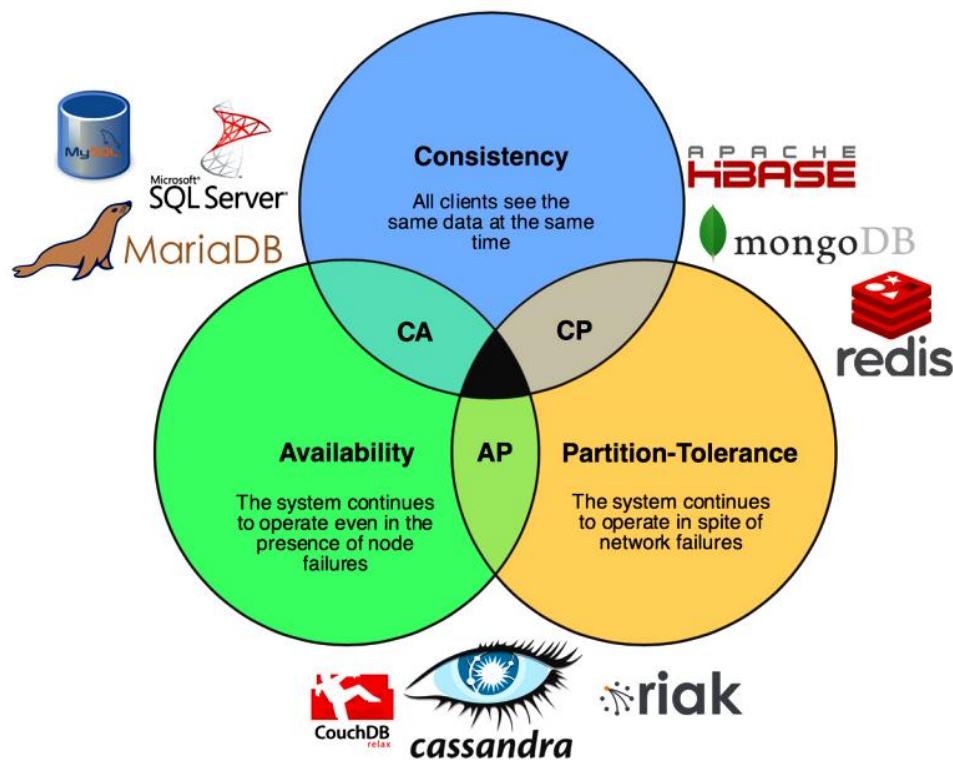 MySQL
Microsoft®
SQL Server®
MariaDB
Consistency
All clients see the
same data at the same
time
APACHE
HBASE
mongoDB
redis
CA
CP
Availability
The system continues
to operate even in the
presence of node
failures
AP
Partition-Tolerance
The system continues
to operate in spite of
network failures
CouchDB
relax
cassandra
riak